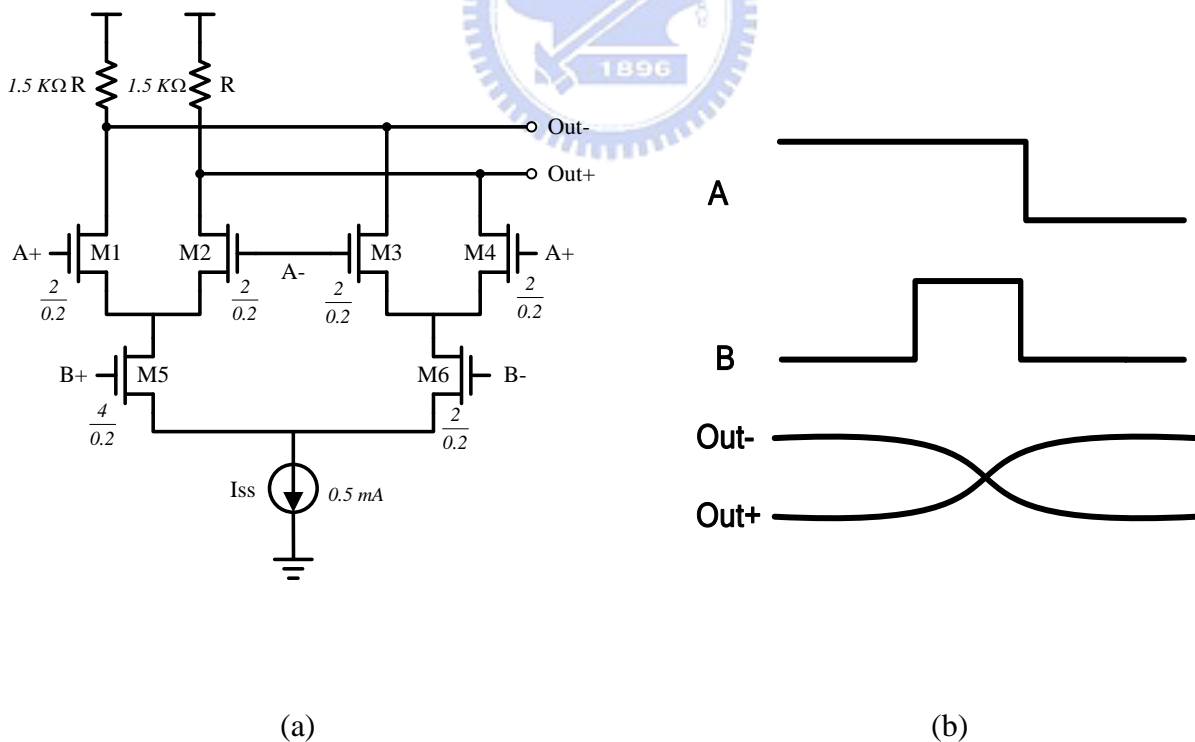 1896
1.5 KΩ R 1.5 KΩ R
Out-
Out+
A+ M1 M2 A- M3 M4 A+
2/0.2 2/0.2 2/0.2 2/0.2
B+ M5 M6 B-
4/0.2 2/0.2
Iss 0.5 mA
(a)
A
B
Out-
Out+
(b)